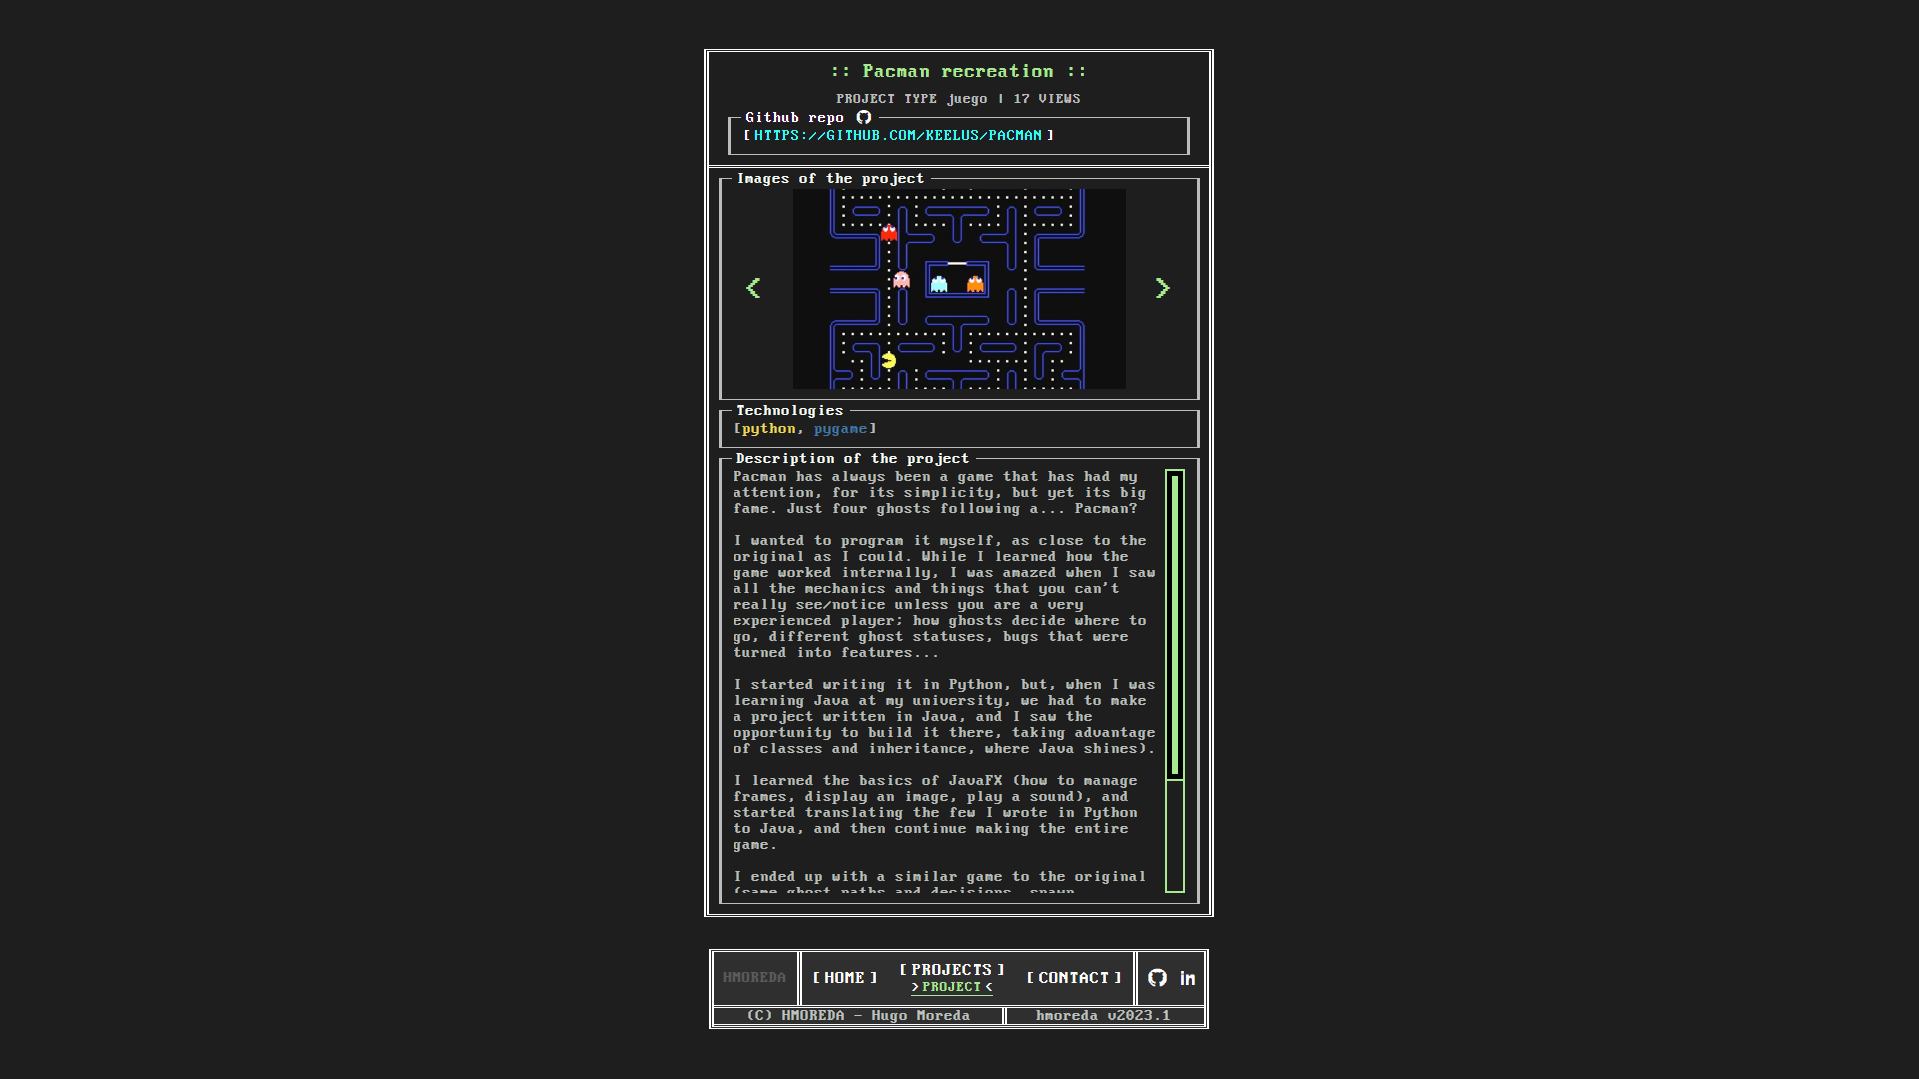 :: Pacman recreation ::
PROJECT TYPE juego | 17 VIEWS
Github repo
[ HTTPS://GITHUB.COM/KEELUS/PACMAN ]
Images of the project
<
>
Technologies
[python, pygame]
Description of the project
Pacman has always been a game that has had my
attention, for its simplicity, but yet its big
fame. Just four ghosts following a... Pacman?
I wanted to program it myself, as close to the
original as I could. While I learned how the
game worked internally, I was amazed when I saw
all the mechanics and things that you can't
really see/notice unless you are a very
experienced player; how ghosts decide where to
go, different ghost statuses, bugs that were
turned into features...
I started writing it in Python, but, when I was
learning Java at my university, we had to make
a project written in Java, and I saw the
opportunity to build it there, taking advantage
of classes and inheritance, where Java shines).
I learned the basics of JavaFX (how to manage
frames, display an image, play a sound), and
started translating the few I wrote in Python
to Java, and then continue making the entire
game.
I ended up with a similar game to the original
(same ghost paths and decisions, spawn
HMOREDA
[ HOME ]
[ PROJECTS ]
> PROJECT <
[ CONTACT ]
in
(C) HMOREDA - Hugo Moreda
hmoreda v2023.1